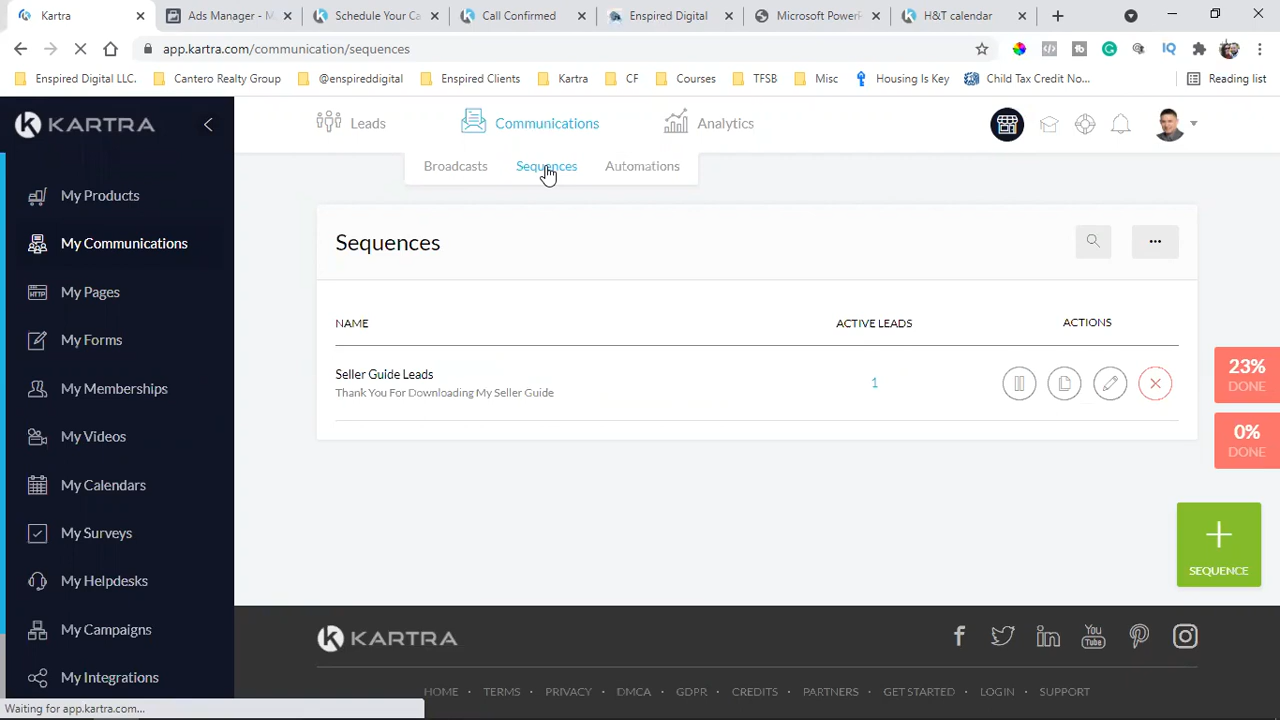 Kartra
Ads Manager - M
Schedule Your Ca
Call Confirmed
Enspired Digital
Microsoft PowerP
H&T calendar
app.kartra.com/communication/sequences
Enspired Digital LLC.
Cantero Realty Group
@enspireddigital
Enspired Clients
Kartra
CF
Courses
TFSB
Misc
Housing Is Key
Child Tax Credit No...
Reading list
KARTRA
Leads
Communications
Analytics
Broadcasts
Sequences
Automations
My Products
My Communications
My Pages
My Forms
My Memberships
My Videos
My Calendars
My Surveys
My Helpdesks
My Campaigns
My Integrations
Sequences
NAME
ACTIVE LEADS
ACTIONS
Seller Guide Leads
Thank You For Downloading My Seller Guide
1
23%
DONE
0%
DONE
SEQUENCE
KARTRA
You
Tube
HOME · TERMS · PRIVACY · DMCA · GDPR · CREDITS · PARTNERS · GET STARTED · LOGIN · SUPPORT
Waiting for app.kartra.com...